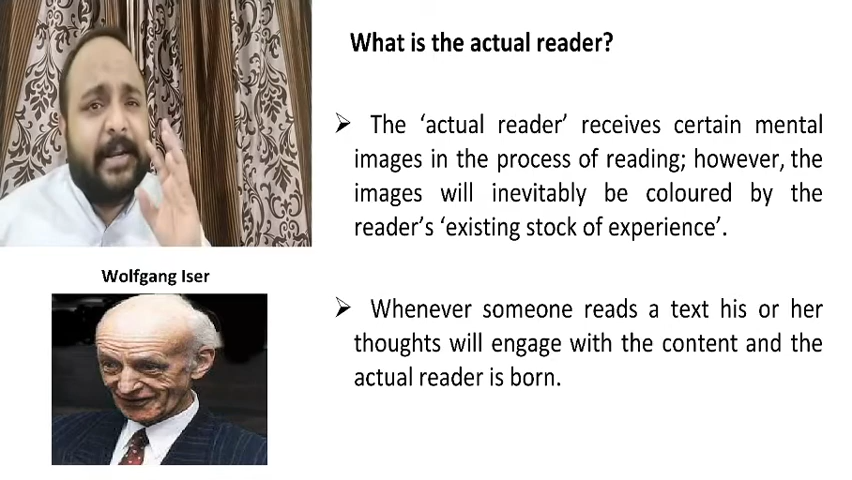 What is the actual reader?
➢ The ‘actual reader’ receives certain mental
images in the process of reading; however, the
images will inevitably be coloured by the
reader’s ‘existing stock of experience’.
Wolfgang Iser
➢ Whenever someone reads a text his or her
thoughts will engage with the content and the
actual reader is born.